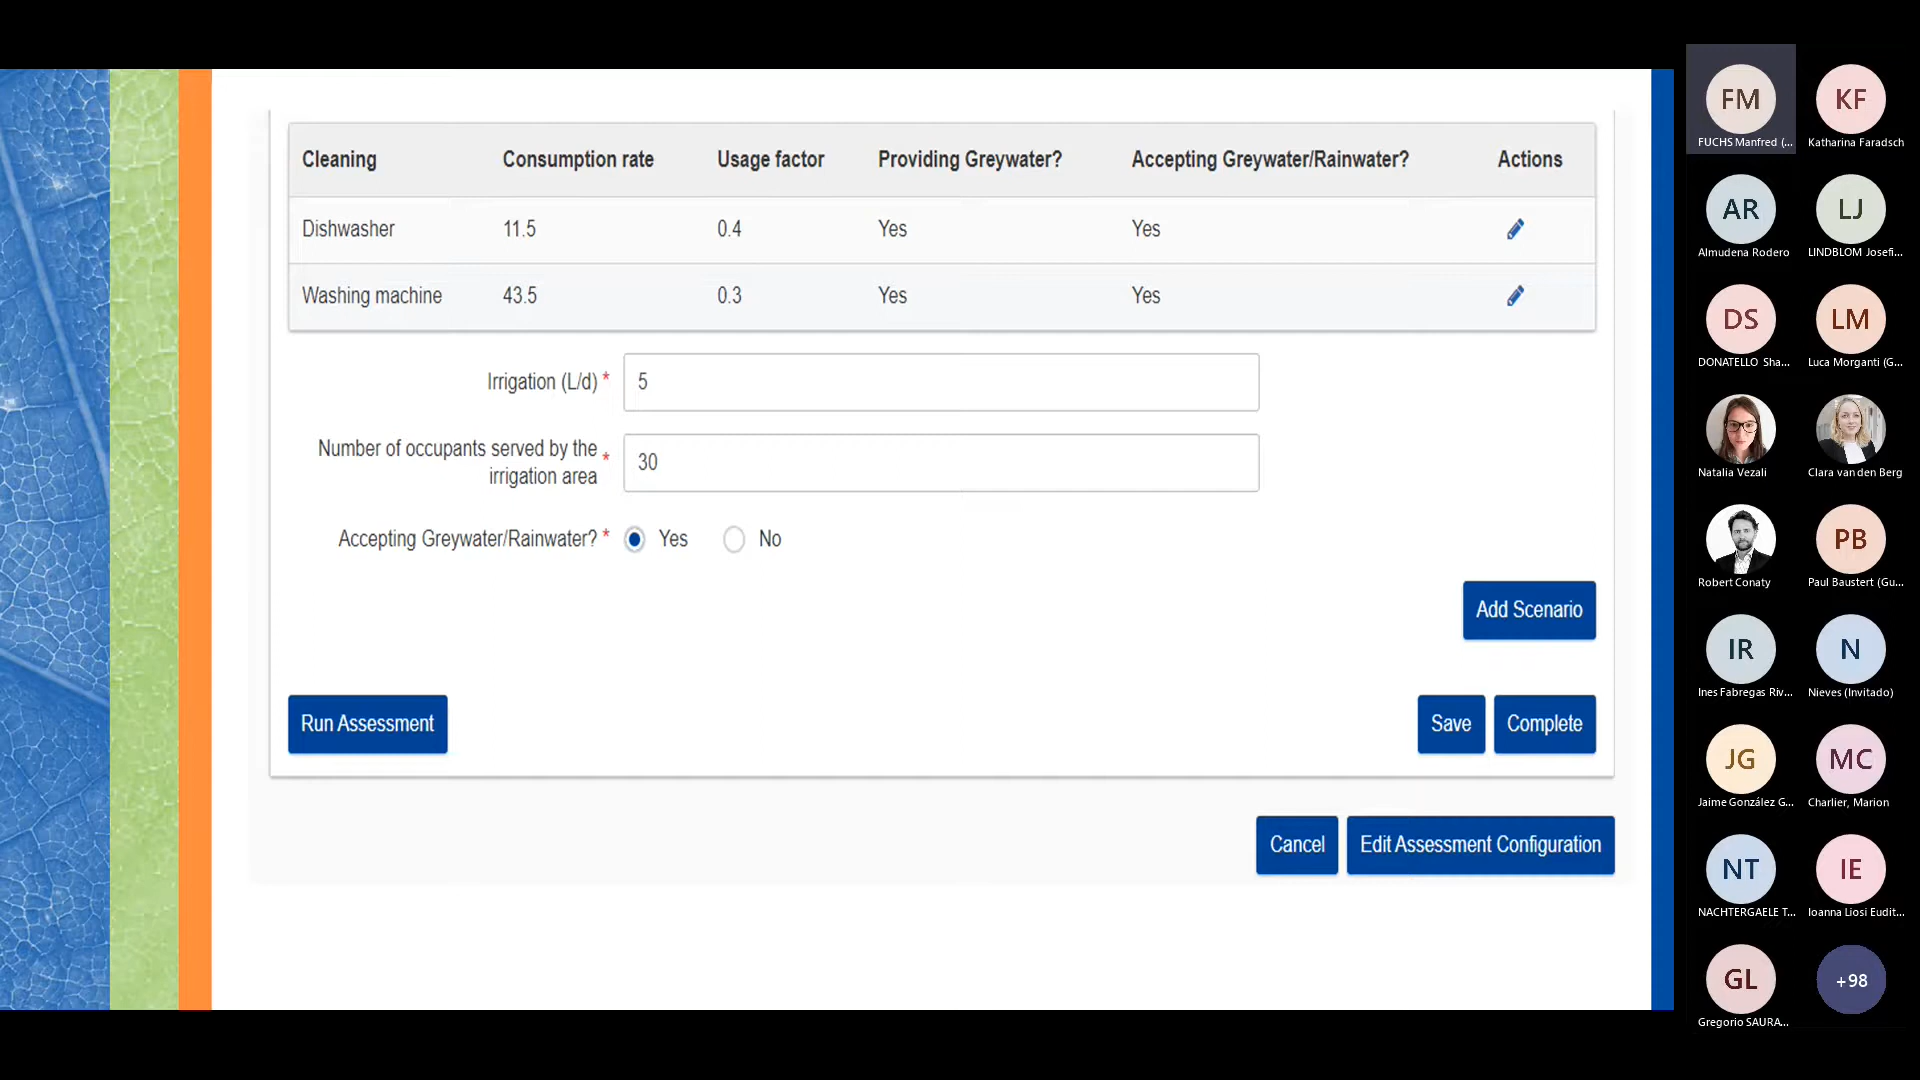 Cleaning Consumption rate Usage factor Providing Greywater? Accepting Greywater/Rainwater? Actions
Dishwasher 11.5 0.4 Yes Yes
Washing machine 43.5 0.3 Yes Yes
Irrigation (L/d) * 5
Number of occupants served by the
irrigation area * 30
Accepting Greywater/Rainwater? * Yes No
Add Scenario
Run Assessment Save Complete
Cancel Edit Assessment Configuration
FM KF
FUCHS Manfred (... Katharina Faradsch
AR LJ
Almudena Rodero LINDBLOM Josefi...
DS LM
DONATELLO Sha... Luca Morganti (G...
Natalia Vezali Clara van den Berg
PB
Robert Conaty Paul Baustert (Gu...
IR N
Ines Fabregas Riv... Nieves (Invitado)
JG MC
Jaime González G... Charlier, Marion
NT IE
NACHTERGAELE T... Ioanna Liosi Eudit...
GL +98
Gregorio SAURA...